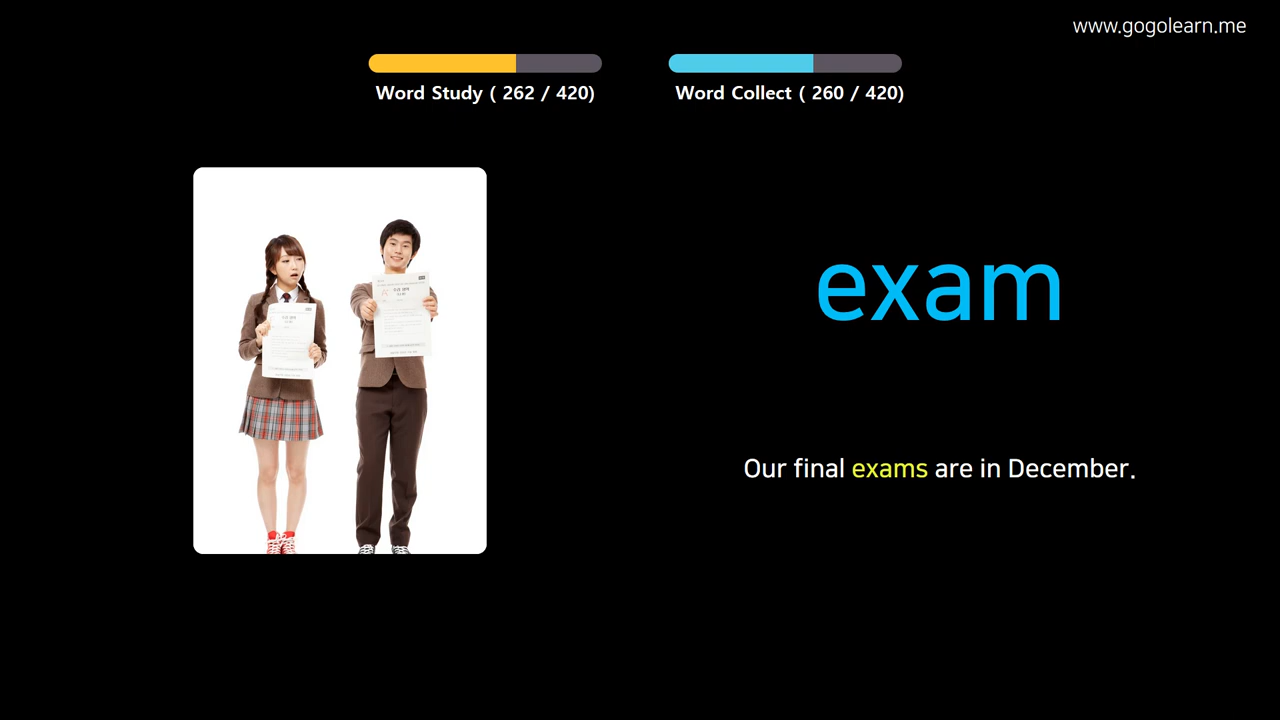 www.gogolearn.me
Word Study ( 262 / 420)
Word Collect ( 260 / 420)
exam
Our final exams are in December.